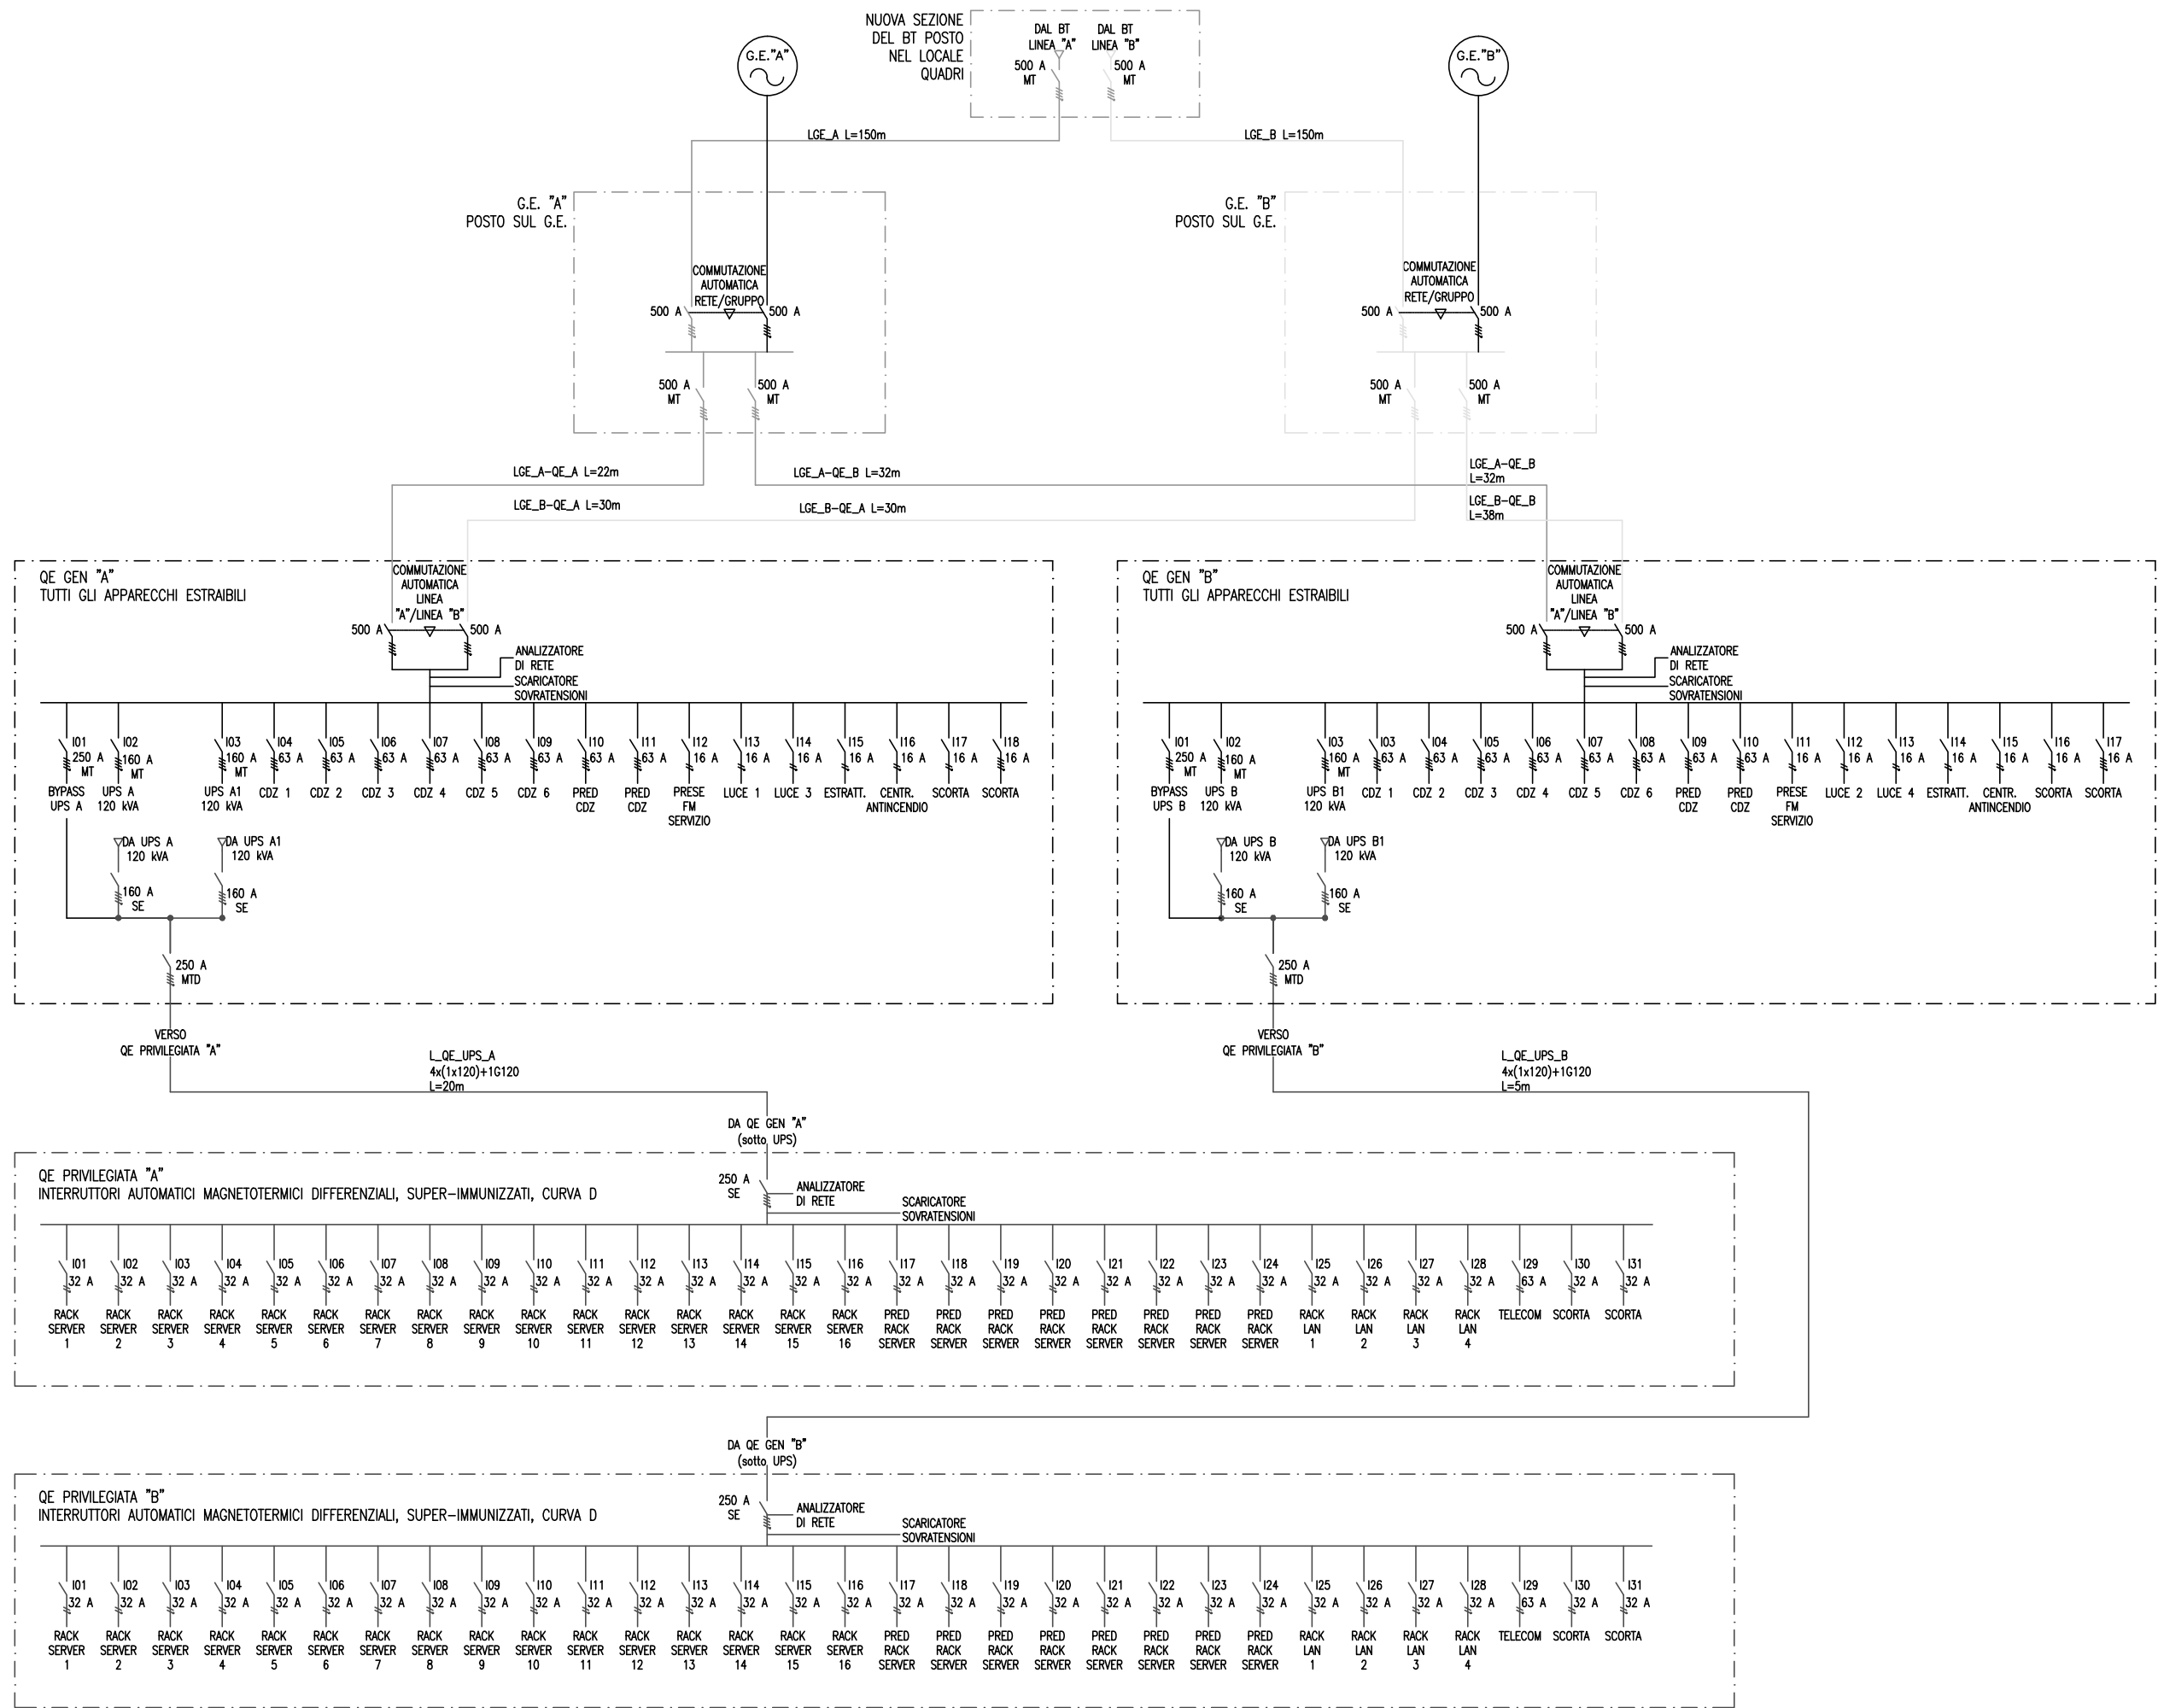 NUOVA SEZIONE
DEL BT POSTO
NEL LOCALE
QUADRI
DAL BT
LINEA "A"
DAL BT
LINEA "B"
500 A
MT
500 A
MT
G.E."A"
G.E."B"
LGE_A L=150m
LGE_B L=150m
G.E. "A"
POSTO SUL G.E.
COMMUTAZIONE
AUTOMATICA
RETE/GRUPPO
500 A
500 A
500 A
MT
500 A
MT
G.E. "B"
POSTO SUL G.E.
COMMUTAZIONE
AUTOMATICA
RETE/GRUPPO
500 A
500 A
500 A
MT
500 A
MT
LGE_A-QE_A L=22m
LGE_A-QE_B L=32m
LGE_A-QE_B
L=32m
LGE_B-QE_A L=30m
LGE_B-QE_A L=30m
LGE_B-QE_B
L=38m
QE GEN "A"
TUTTI GLI APPARECCHI ESTRAIBILI
COMMUTAZIONE
AUTOMATICA
LINEA
"A"/LINEA "B"
500 A
500 A
ANALIZZATORE
DI RETE
SCARICATORE
SOVRATENSIONI
I01
250 A
MT
BYPASS
UPS A
I02
160 A
MT
UPS A
120 kVA
I03
160 A
MT
UPS A1
120 kVA
I04
63 A
CDZ 1
I05
63 A
CDZ 2
I06
63 A
CDZ 3
I07
63 A
CDZ 4
I08
63 A
CDZ 5
I09
63 A
CDZ 6
I10
63 A
PRED
CDZ
I11
63 A
PRED
CDZ
I12
16 A
PRESE
FM
SERVIZIO
I13
16 A
LUCE 1
I14
16 A
LUCE 3
I15
16 A
ESTRATT.
I16
16 A
CENTR.
ANTINCENDIO
I17
16 A
SCORTA
I18
16 A
SCORTA
DA UPS A
120 kVA
160 A
SE
DA UPS A1
120 kVA
160 A
SE
250 A
MTD
VERSO
QE PRIVILEGIATA "A"
QE GEN "B"
TUTTI GLI APPARECCHI ESTRAIBILI
COMMUTAZIONE
AUTOMATICA
LINEA
"A"/LINEA "B"
500 A
500 A
ANALIZZATORE
DI RETE
SCARICATORE
SOVRATENSIONI
I01
250 A
MT
BYPASS
UPS B
I02
160 A
MT
UPS B
120 kVA
I03
160 A
MT
UPS B1
120 kVA
I03
63 A
CDZ 1
I04
63 A
CDZ 2
I05
63 A
CDZ 3
I06
63 A
CDZ 4
I07
63 A
CDZ 5
I08
63 A
CDZ 6
I09
63 A
PRED
CDZ
I10
63 A
PRED
CDZ
I11
16 A
PRESE
FM
SERVIZIO
I12
16 A
LUCE 2
I13
16 A
LUCE 4
I14
16 A
ESTRATT.
I15
16 A
CENTR.
ANTINCENDIO
I16
16 A
SCORTA
I17
16 A
SCORTA
DA UPS B
120 kVA
160 A
SE
DA UPS B1
120 kVA
160 A
SE
250 A
MTD
VERSO
QE PRIVILEGIATA "B"
L_QE_UPS_A
4x(1x120)+1G120
L=20m
L_QE_UPS_B
4x(1x120)+1G120
L=5m
DA QE GEN "A"
(sotto UPS)
QE PRIVILEGIATA "A"
INTERRUTTORI AUTOMATICI MAGNETOTERMICI DIFFERENZIALI, SUPER-IMMUNIZZATI, CURVA D
250 A
SE
ANALIZZATORE
DI RETE
SCARICATORE
SOVRATENSIONI
I01
32 A
RACK
SERVER
1
I02
32 A
RACK
SERVER
2
I03
32 A
RACK
SERVER
3
I04
32 A
RACK
SERVER
4
I05
32 A
RACK
SERVER
5
I06
32 A
RACK
SERVER
6
I07
32 A
RACK
SERVER
7
I08
32 A
RACK
SERVER
8
I09
32 A
RACK
SERVER
9
I10
32 A
RACK
SERVER
10
I11
32 A
RACK
SERVER
11
I12
32 A
RACK
SERVER
12
I13
32 A
RACK
SERVER
13
I14
32 A
RACK
SERVER
14
I15
32 A
RACK
SERVER
15
I16
32 A
RACK
SERVER
16
I17
32 A
PRED
RACK
SERVER
I18
32 A
PRED
RACK
SERVER
I19
32 A
PRED
RACK
SERVER
I20
32 A
PRED
RACK
SERVER
I21
32 A
PRED
RACK
SERVER
I22
32 A
PRED
RACK
SERVER
I23
32 A
PRED
RACK
SERVER
I24
32 A
PRED
RACK
SERVER
I25
32 A
RACK
LAN
1
I26
32 A
RACK
LAN
2
I27
32 A
RACK
LAN
3
I28
32 A
RACK
LAN
4
I29
63 A
TELECOM
I30
32 A
SCORTA
I31
32 A
SCORTA
DA QE GEN "B"
(sotto UPS)
QE PRIVILEGIATA "B"
INTERRUTTORI AUTOMATICI MAGNETOTERMICI DIFFERENZIALI, SUPER-IMMUNIZZATI, CURVA D
250 A
SE
ANALIZZATORE
DI RETE
SCARICATORE
SOVRATENSIONI
I01
32 A
RACK
SERVER
1
I02
32 A
RACK
SERVER
2
I03
32 A
RACK
SERVER
3
I04
32 A
RACK
SERVER
4
I05
32 A
RACK
SERVER
5
I06
32 A
RACK
SERVER
6
I07
32 A
RACK
SERVER
7
I08
32 A
RACK
SERVER
8
I09
32 A
RACK
SERVER
9
I10
32 A
RACK
SERVER
10
I11
32 A
RACK
SERVER
11
I12
32 A
RACK
SERVER
12
I13
32 A
RACK
SERVER
13
I14
32 A
RACK
SERVER
14
I15
32 A
RACK
SERVER
15
I16
32 A
RACK
SERVER
16
I17
32 A
PRED
RACK
SERVER
I18
32 A
PRED
RACK
SERVER
I19
32 A
PRED
RACK
SERVER
I20
32 A
PRED
RACK
SERVER
I21
32 A
PRED
RACK
SERVER
I22
32 A
PRED
RACK
SERVER
I23
32 A
PRED
RACK
SERVER
I24
32 A
PRED
RACK
SERVER
I25
32 A
RACK
LAN
1
I26
32 A
RACK
LAN
2
I27
32 A
RACK
LAN
3
I28
32 A
RACK
LAN
4
I29
63 A
TELECOM
I30
32 A
SCORTA
I31
32 A
SCORTA